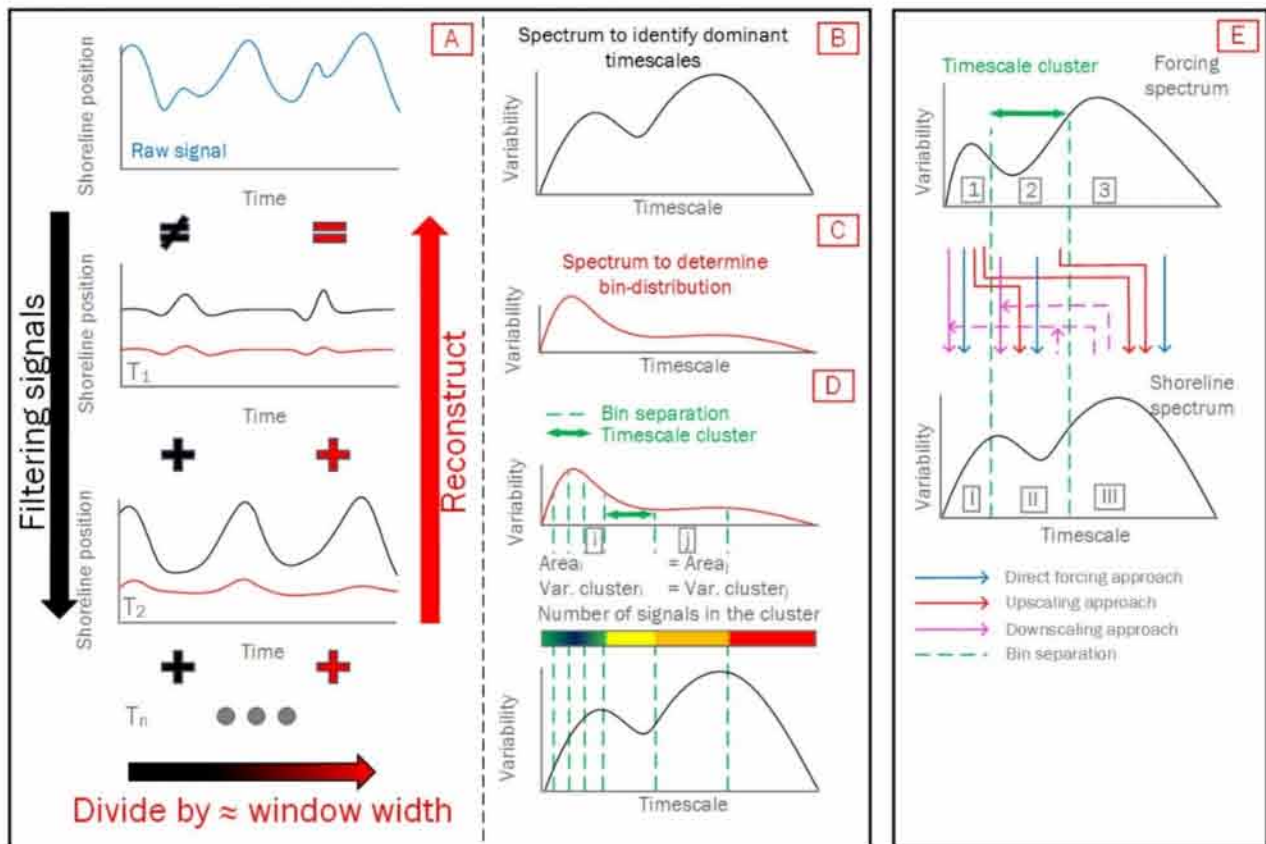 A
Shoreline position
Raw signal
Time
≠
=
Filtering signals
Reconstruct
Shoreline position
T1
Time
+
+
Shoreline position
T2
Time
+
+
Tn
Divide by ≈ window width
B
Spectrum to identify dominant
timescales
Variability
Timescale
C
Spectrum to determine
bin-distribution
Variability
Timescale
D
Bin separation
Timescale cluster
Variability
i
j
Areai = Areaj
Var. clusteri = Var. clusterj
Number of signals in the cluster
Variability
Timescale
E
Timescale cluster
Forcing
spectrum
Variability
1
2
3
Shoreline
spectrum
Variability
I
II
III
Timescale
Direct forcing approach
Upscaling approach
Downscaling approach
Bin separation